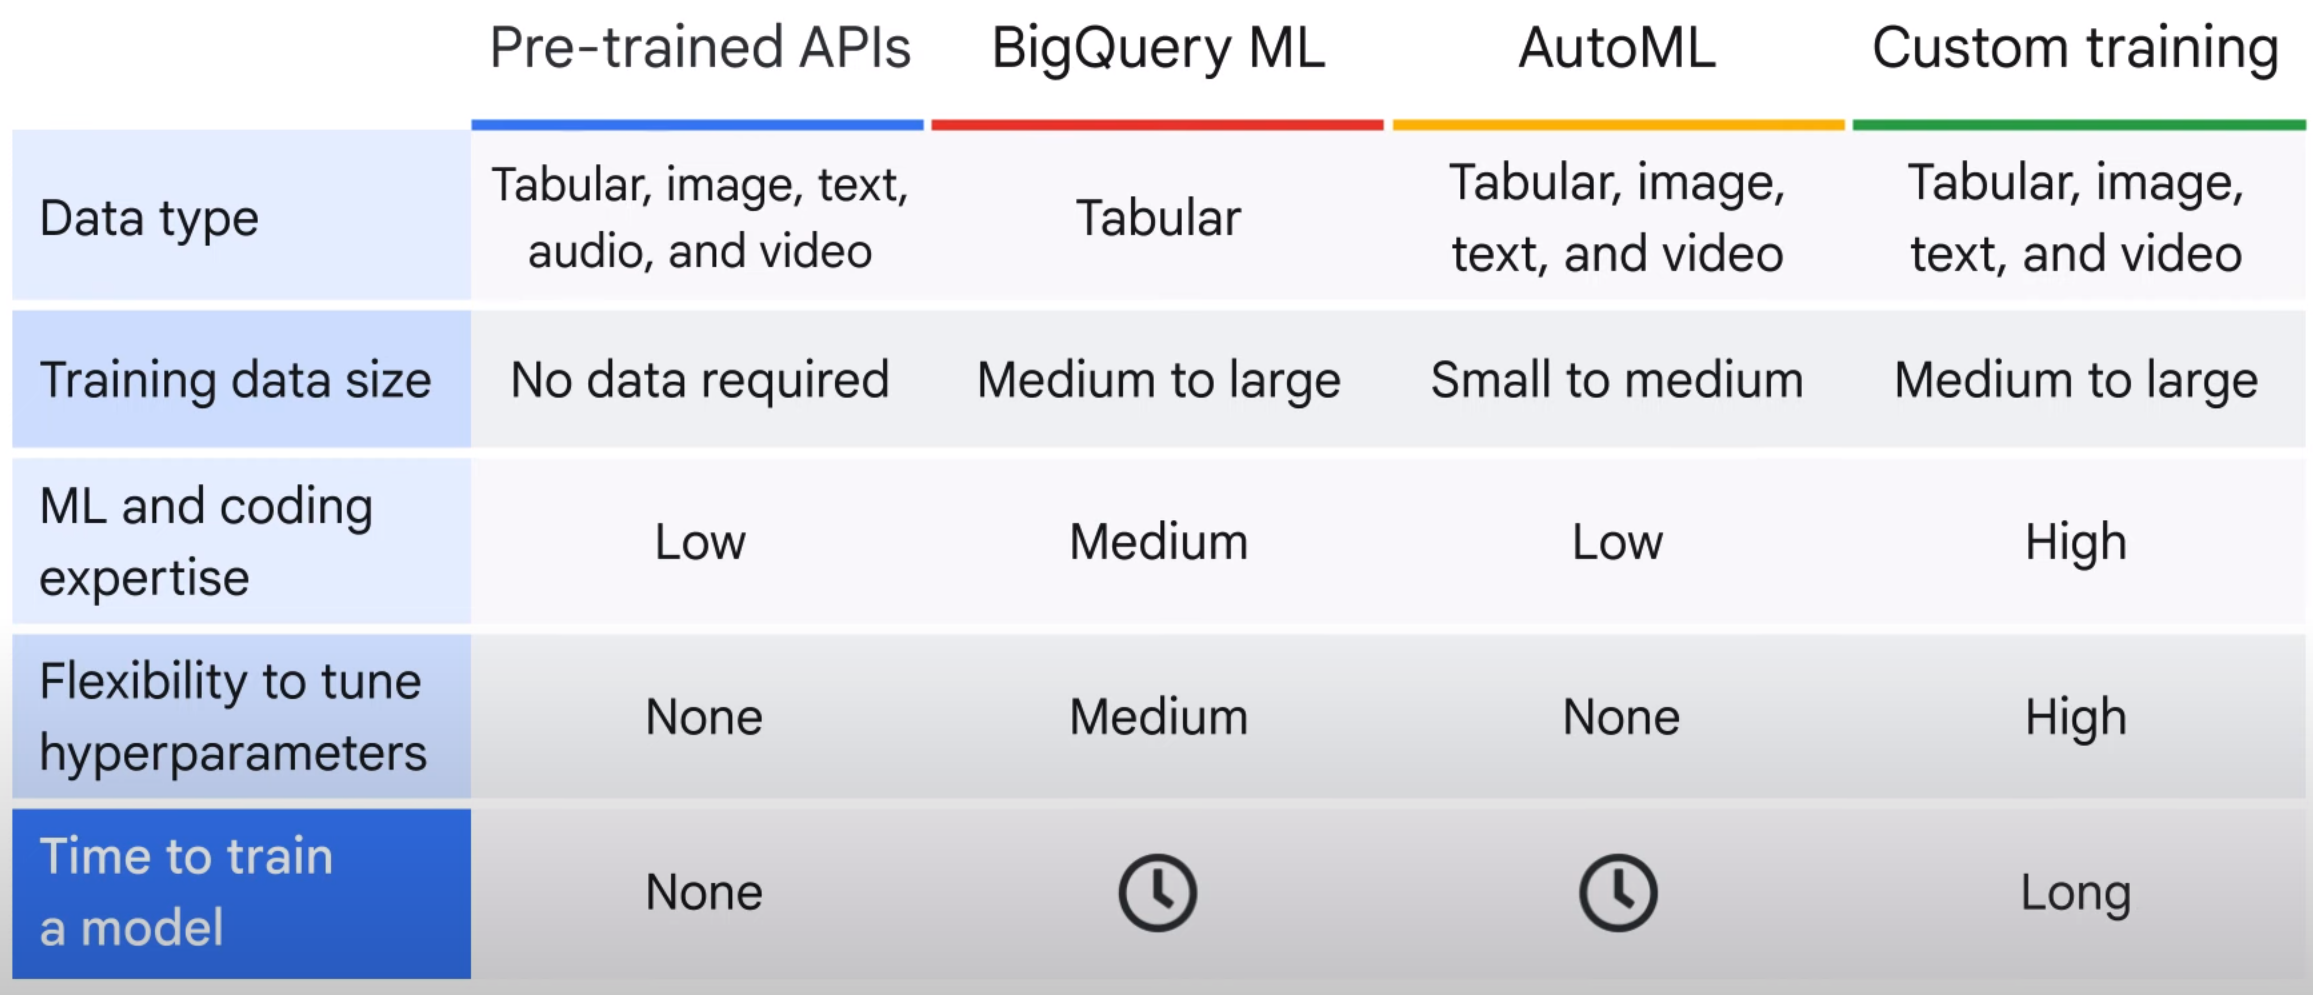 Pre-trained APIs
BigQuery ML
AutoML
Custom training
Data type
Tabular, image, text,
audio, and video
Tabular
Tabular, image,
text, and video
Tabular, image,
text, and video
Training data size
No data required
Medium to large
Small to medium
Medium to large
ML and coding
expertise
Low
Medium
Low
High
Flexibility to tune
hyperparameters
None
Medium
None
High
Time to train
a model
None
Long